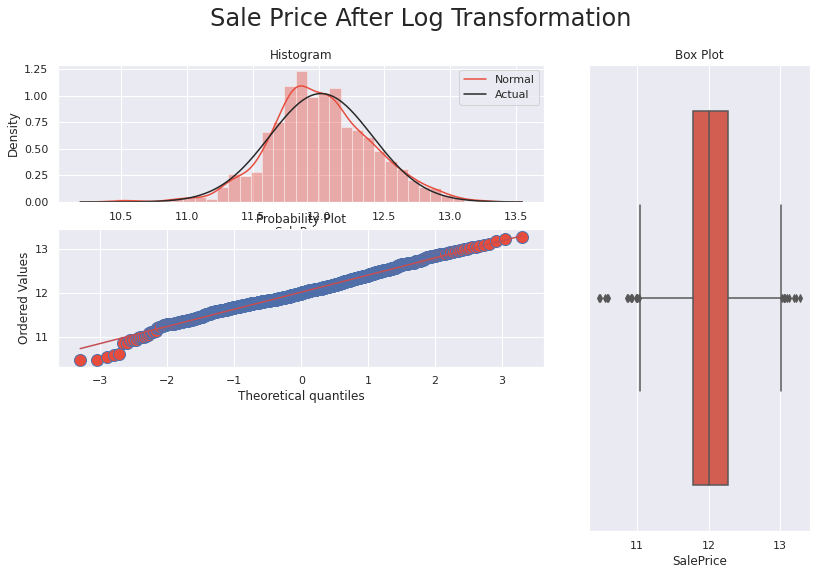 Sale Price After Log Transformation
Histogram
1.25
1.00
0.75
0.50
0.25
0.00
Density
Normal
Actual
10.5 11.0 11.5 12.0 12.5 13.0 13.5
Probability Plot
13
12
11
Ordered Values
−3 −2 −1 0 1 2 3
Theoretical quantiles
Box Plot
11 12 13
SalePrice